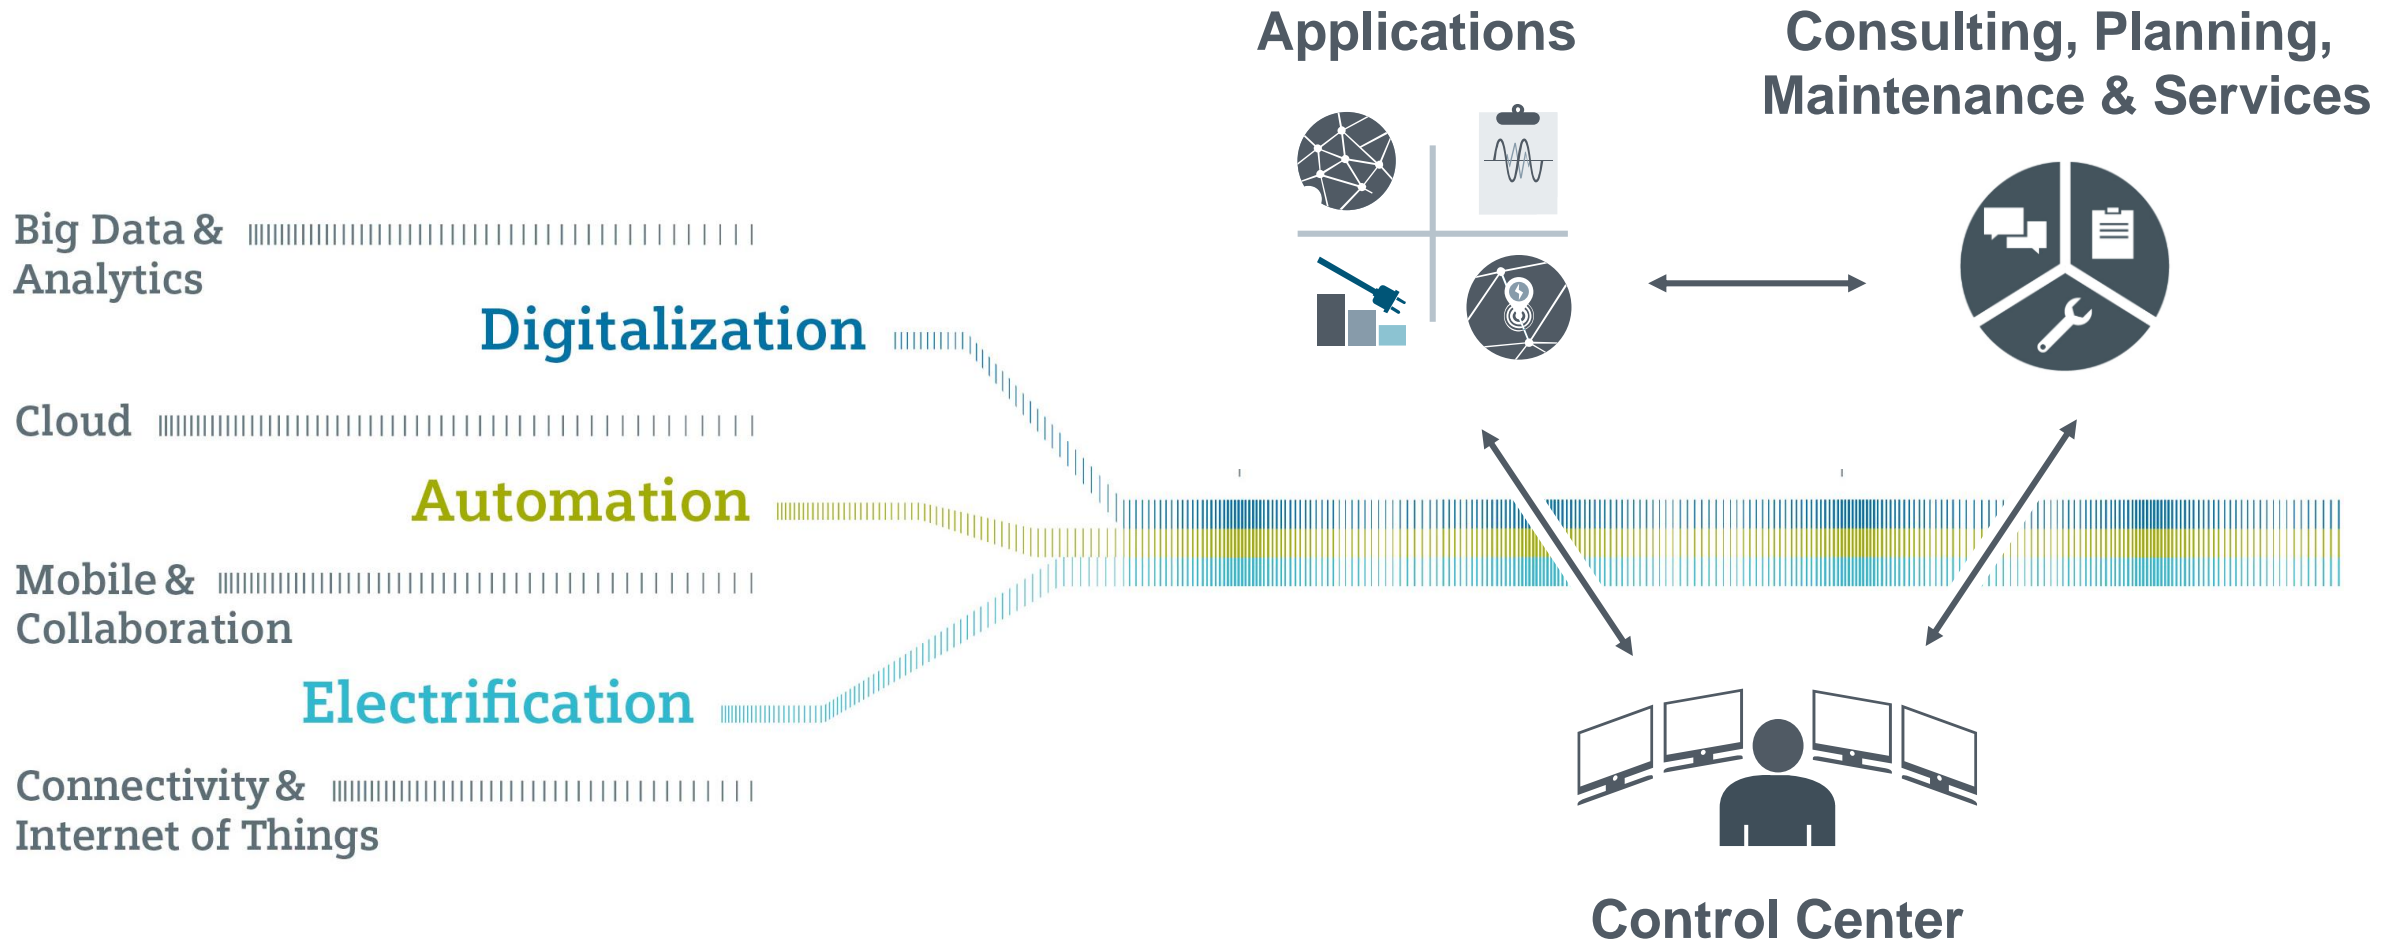 Applications
Consulting, Planning,
Maintenance & Services
Big Data &
Analytics
Digitalization
Cloud
Automation
Mobile &
Collaboration
Electrification
Connectivity &
Internet of Things
Control Center